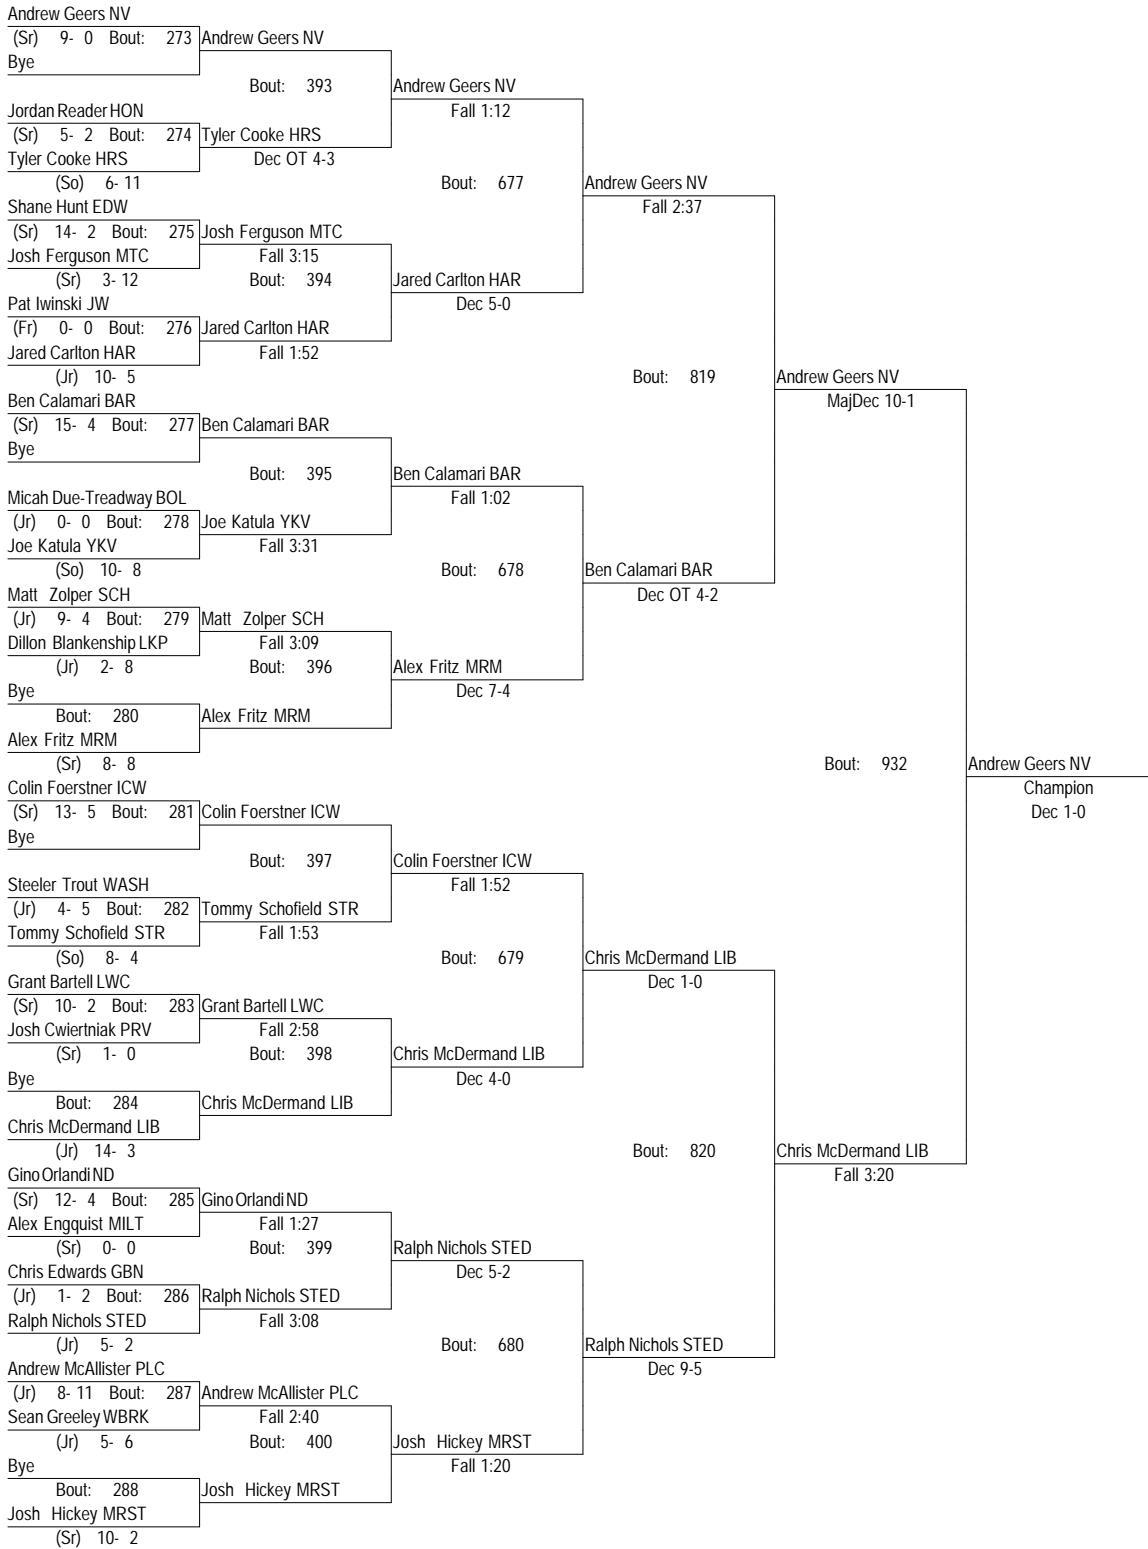 Andrew Geers NV
(Sr) 9- 0 Bout: 273 Andrew Geers NV
Bye
Bout: 393 Andrew Geers NV
Jordan Reader HON Fall 1:12
(Sr) 5- 2 Bout: 274 Tyler Cooke HRS
Tyler Cooke HRS Dec OT 4-3
(So) 6- 11 Bout: 677 Andrew Geers NV
Shane Hunt EDW Fall 2:37
(Sr) 14- 2 Bout: 275 Josh Ferguson MTC
Josh Ferguson MTC Fall 3:15
(Sr) 3- 12 Bout: 394 Jared Carlton HAR
Pat Iwinski JW Dec 5-0
(Fr) 0- 0 Bout: 276 Jared Carlton HAR
Jared Carlton HAR Fall 1:52
(Jr) 10- 5 Bout: 819 Andrew Geers NV
Ben Calamari BAR MajDec 10-1
(Sr) 15- 4 Bout: 277 Ben Calamari BAR
Bye
Bout: 395 Ben Calamari BAR
Micah Due-Treadway BOL Fall 1:02
(Jr) 0- 0 Bout: 278 Joe Katula YKV
Joe Katula YKV Fall 3:31
(So) 10- 8 Bout: 678 Ben Calamari BAR
Matt Zolper SCH Dec OT 4-2
(Jr) 9- 4 Bout: 279 Matt Zolper SCH
Dillon Blankenship LKP Fall 3:09
(Jr) 2- 8 Bout: 396 Alex Fritz MRM
Bye Dec 7-4
Bout: 280 Alex Fritz MRM
Alex Fritz MRM
(Sr) 8- 8 Bout: 932 Andrew Geers NV
Colin Foerstner ICW Champion
(Sr) 13- 5 Bout: 281 Colin Foerstner ICW Dec 1-0
Bye
Bout: 397 Colin Foerstner ICW
Steeler Trout WASH Fall 1:52
(Jr) 4- 5 Bout: 282 Tommy Schofield STR
Tommy Schofield STR Fall 1:53
(So) 8- 4 Bout: 679 Chris McDermand LIB
Grant Bartell LWC Dec 1-0
(Sr) 10- 2 Bout: 283 Grant Bartell LWC
Josh Cwiertniak PRV Fall 2:58
(Sr) 1- 0 Bout: 398 Chris McDermand LIB
Bye Dec 4-0
Bout: 284 Chris McDermand LIB
Chris McDermand LIB
(Jr) 14- 3 Bout: 820 Chris McDermand LIB
Gino Orlandi ND Fall 3:20
(Sr) 12- 4 Bout: 285 Gino Orlandi ND
Alex Engquist MILT Fall 1:27
(Sr) 0- 0 Bout: 399 Ralph Nichols STED
Chris Edwards GBN Dec 5-2
(Jr) 1- 2 Bout: 286 Ralph Nichols STED
Ralph Nichols STED Fall 3:08
(Jr) 5- 2 Bout: 680 Ralph Nichols STED
Andrew McAllister PLC Dec 9-5
(Jr) 8- 11 Bout: 287 Andrew McAllister PLC
Sean Greeley WBRK Fall 2:40
(Jr) 5- 6 Bout: 400 Josh Hickey MRST
Bye Fall 1:20
Bout: 288 Josh Hickey MRST
Josh Hickey MRST
(Sr) 10- 2